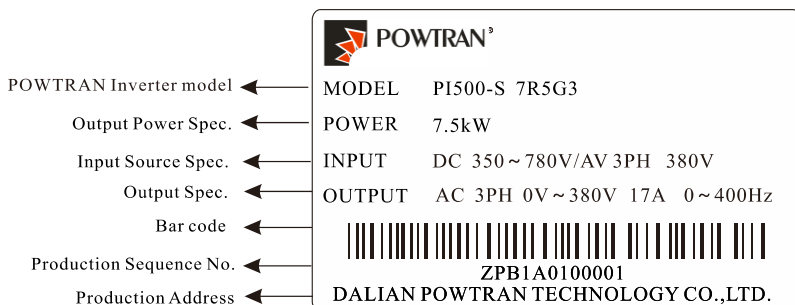 POWTRAN
POWTRAN Inverter model MODEL PI500-S 7R5G3
Output Power Spec. POWER 7.5kW
Input Source Spec. INPUT DC 350~780V/AV 3PH 380V
Output Spec. OUTPUT AC 3PH 0V~380V 17A 0~400Hz
Bar code
Production Sequence No. ZPB1A0100001
Production Address DALIAN POWTRAN TECHNOLOGY CO.,LTD.